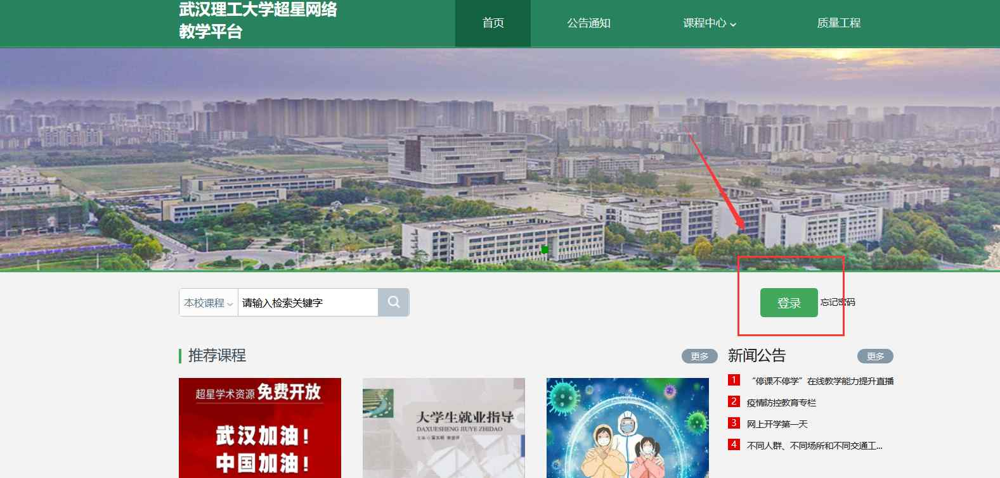 武汉理工大学超星网络
教学平台
首页
公告通知
课程中心
质量工程
本校课程
请输入检索关键字
登录
忘记密码
推荐课程
更多
新闻公告
更多
超星学术资源 免费开放
武汉加油!
中国加油!
大学生就业指导
DAXUESHENG JIUYE ZHIDAO
1 “停课不停学”在线教学能力提升直播
2 疫情防控教育专栏
3 网上开学第一天
4 不同人群、不同场所和不同交通工...